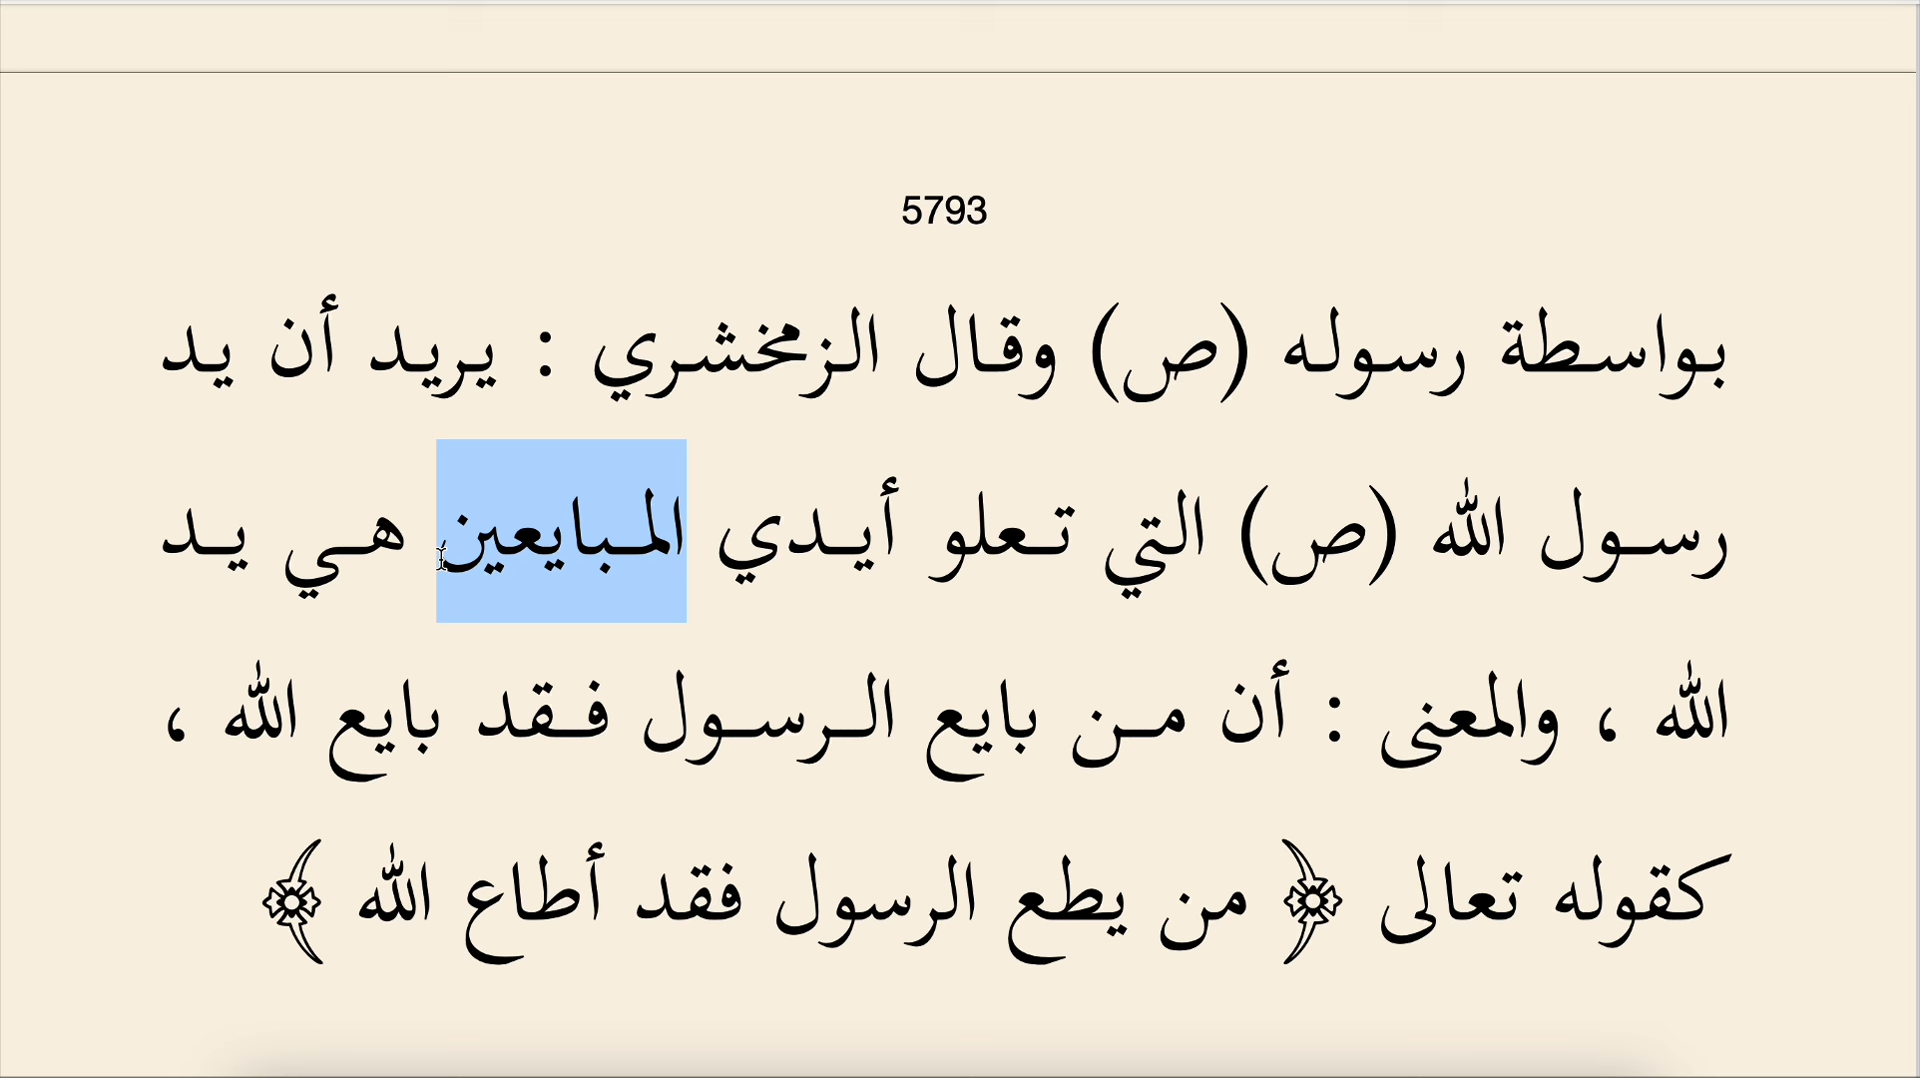 5793
بواسطة رسوله (ص) وقال الزمخشري : يريد أن يد
رسول الله (ص) التي تعلو أيدي المبايعين هي يد
الله ، والمعنى : أن من بايع الرسول فقد بايع الله ،
كقوله تعالى ﴿ من يطع الرسول فقد أطاع الله ﴾